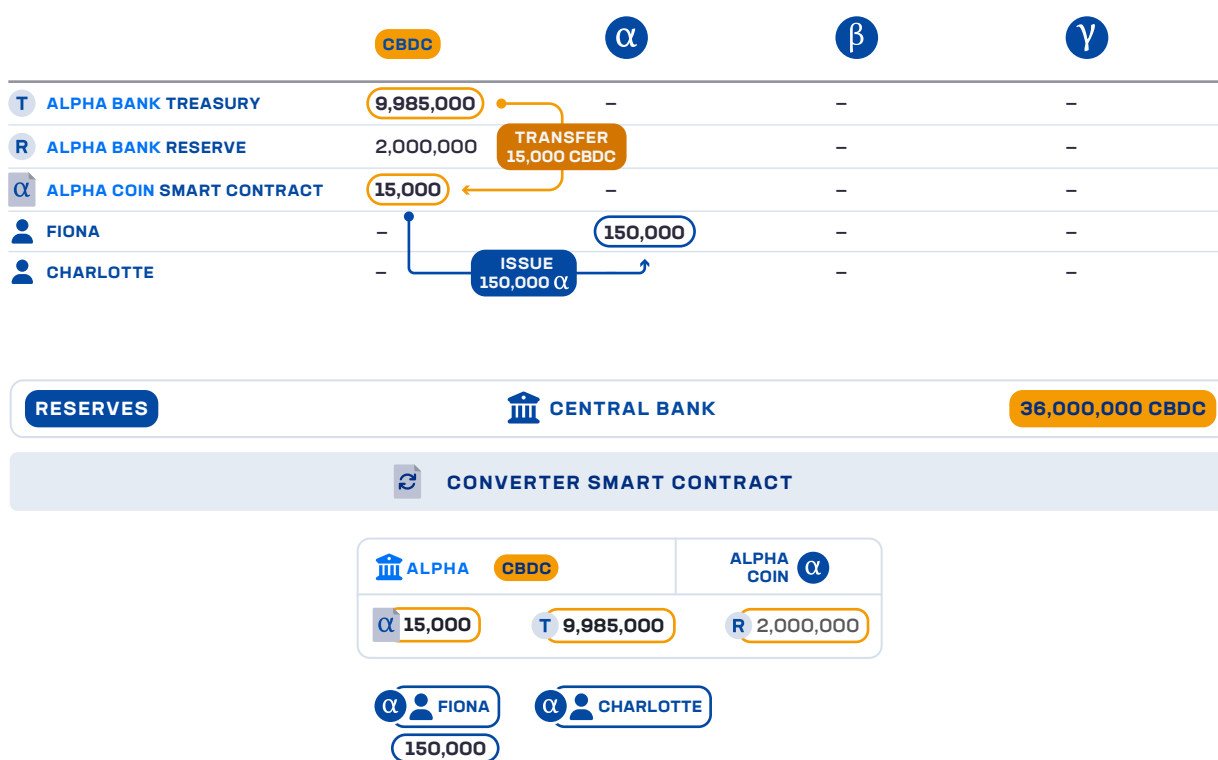 CBDC α β γ
T ALPHA BANK TREASURY 9,985,000 – – –
R ALPHA BANK RESERVE 2,000,000 – –
TRANSFER
15,000 CBDC
α ALPHA COIN SMART CONTRACT 15,000 – – –
FIONA – 150,000 – –
CHARLOTTE – – –
ISSUE
150,000 α
RESERVES CENTRAL BANK 36,000,000 CBDC
CONVERTER SMART CONTRACT
ALPHA CBDC
ALPHA
COIN α
α 15,000 T 9,985,000 R 2,000,000
α FIONA α CHARLOTTE
150,000